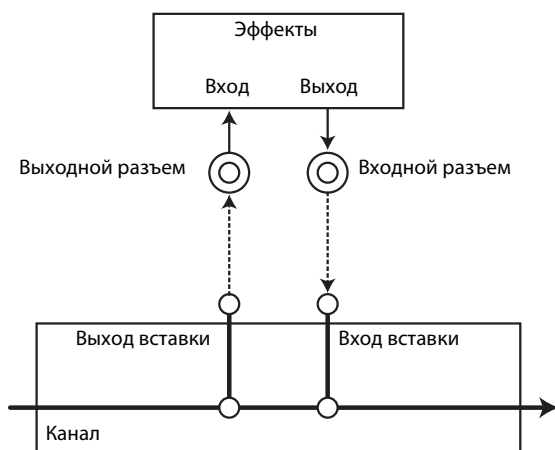 Эффекты
Вход Выход
Выходной разъем Входной разъем
Выход вставки Вход вставки
Канал